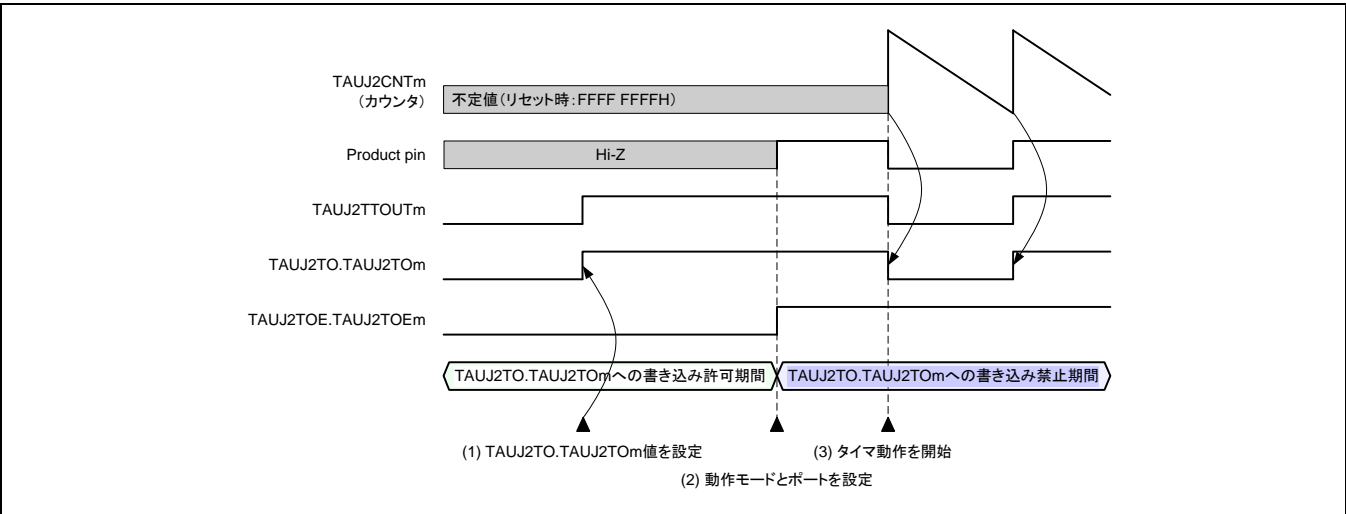 TAUJ2CNTm
（カウンタ）
不定値（リセット時：FFFF FFFFH）
Product pin
Hi-Z
TAUJ2TTOUTm
TAUJ2TO.TAUJ2TOm
TAUJ2TOE.TAUJ2TOEm
TAUJ2TO.TAUJ2TOmへの書き込み許可期間
TAUJ2TO.TAUJ2TOmへの書き込み禁止期間
(1) TAUJ2TO.TAUJ2TOm値を設定
(3) タイマ動作を開始
(2) 動作モードとポートを設定